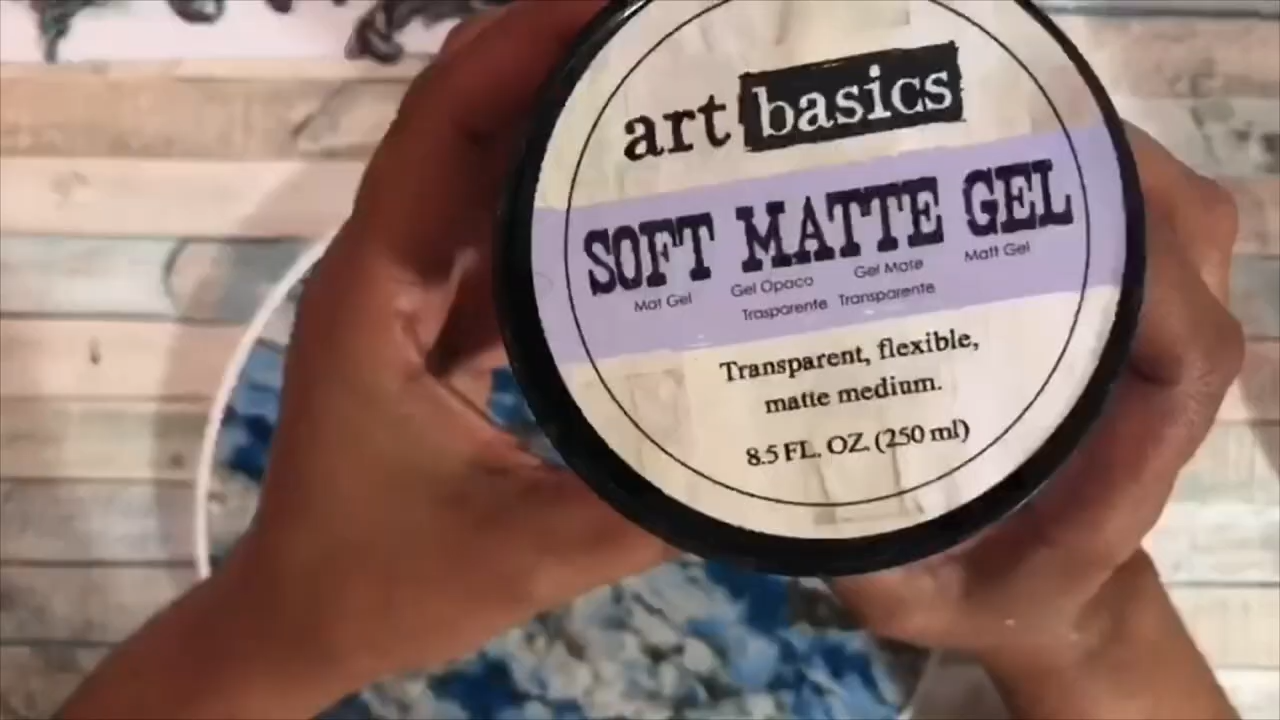 art basics
SOFT MATTE GEL
Mat Gel Gel Opaco Gel Mate Matt Gel
Trasparente Transparente
Transparent, flexible,
matte medium.
8.5 FL. OZ. (250 ml)